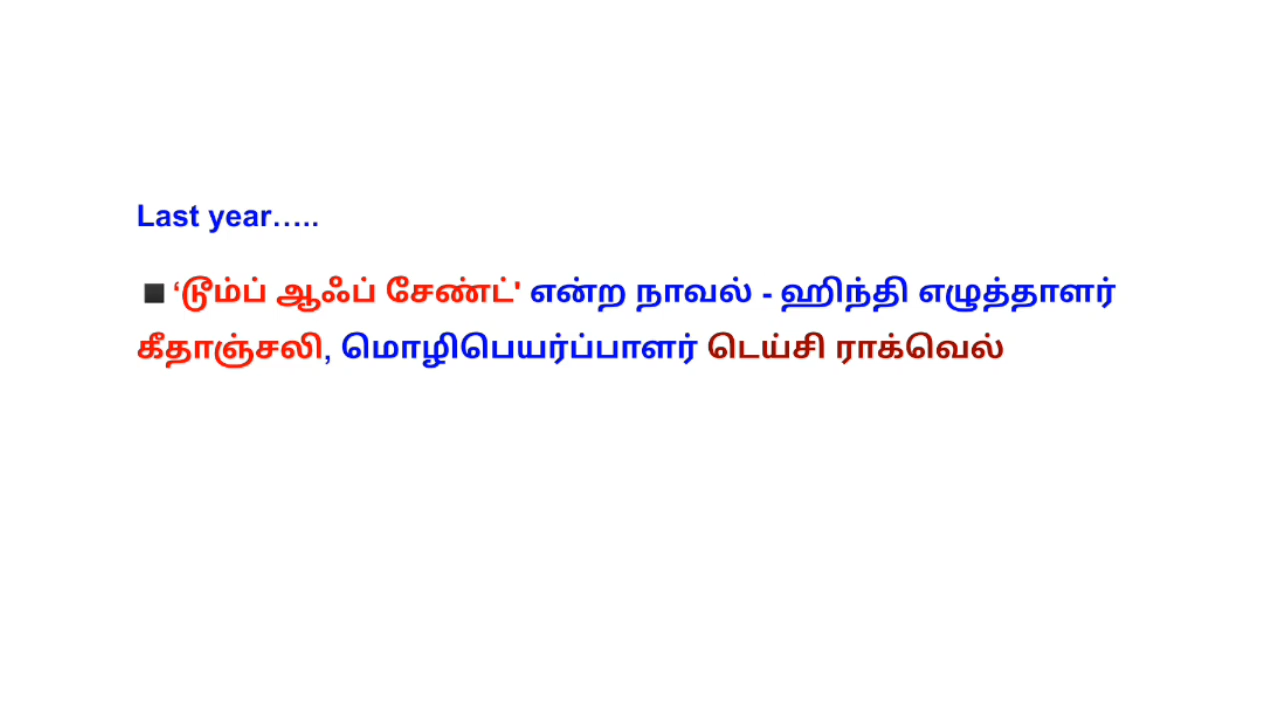 Last year…..
▪️‘டூம்ப் ஆஃப் சேண்ட்' என்ற நாவல் - ஹிந்தி எழுத்தாளர்
கீதாஞ்சலி, மொழிபெயர்ப்பாளர் டெய்சி ராக்வெல்